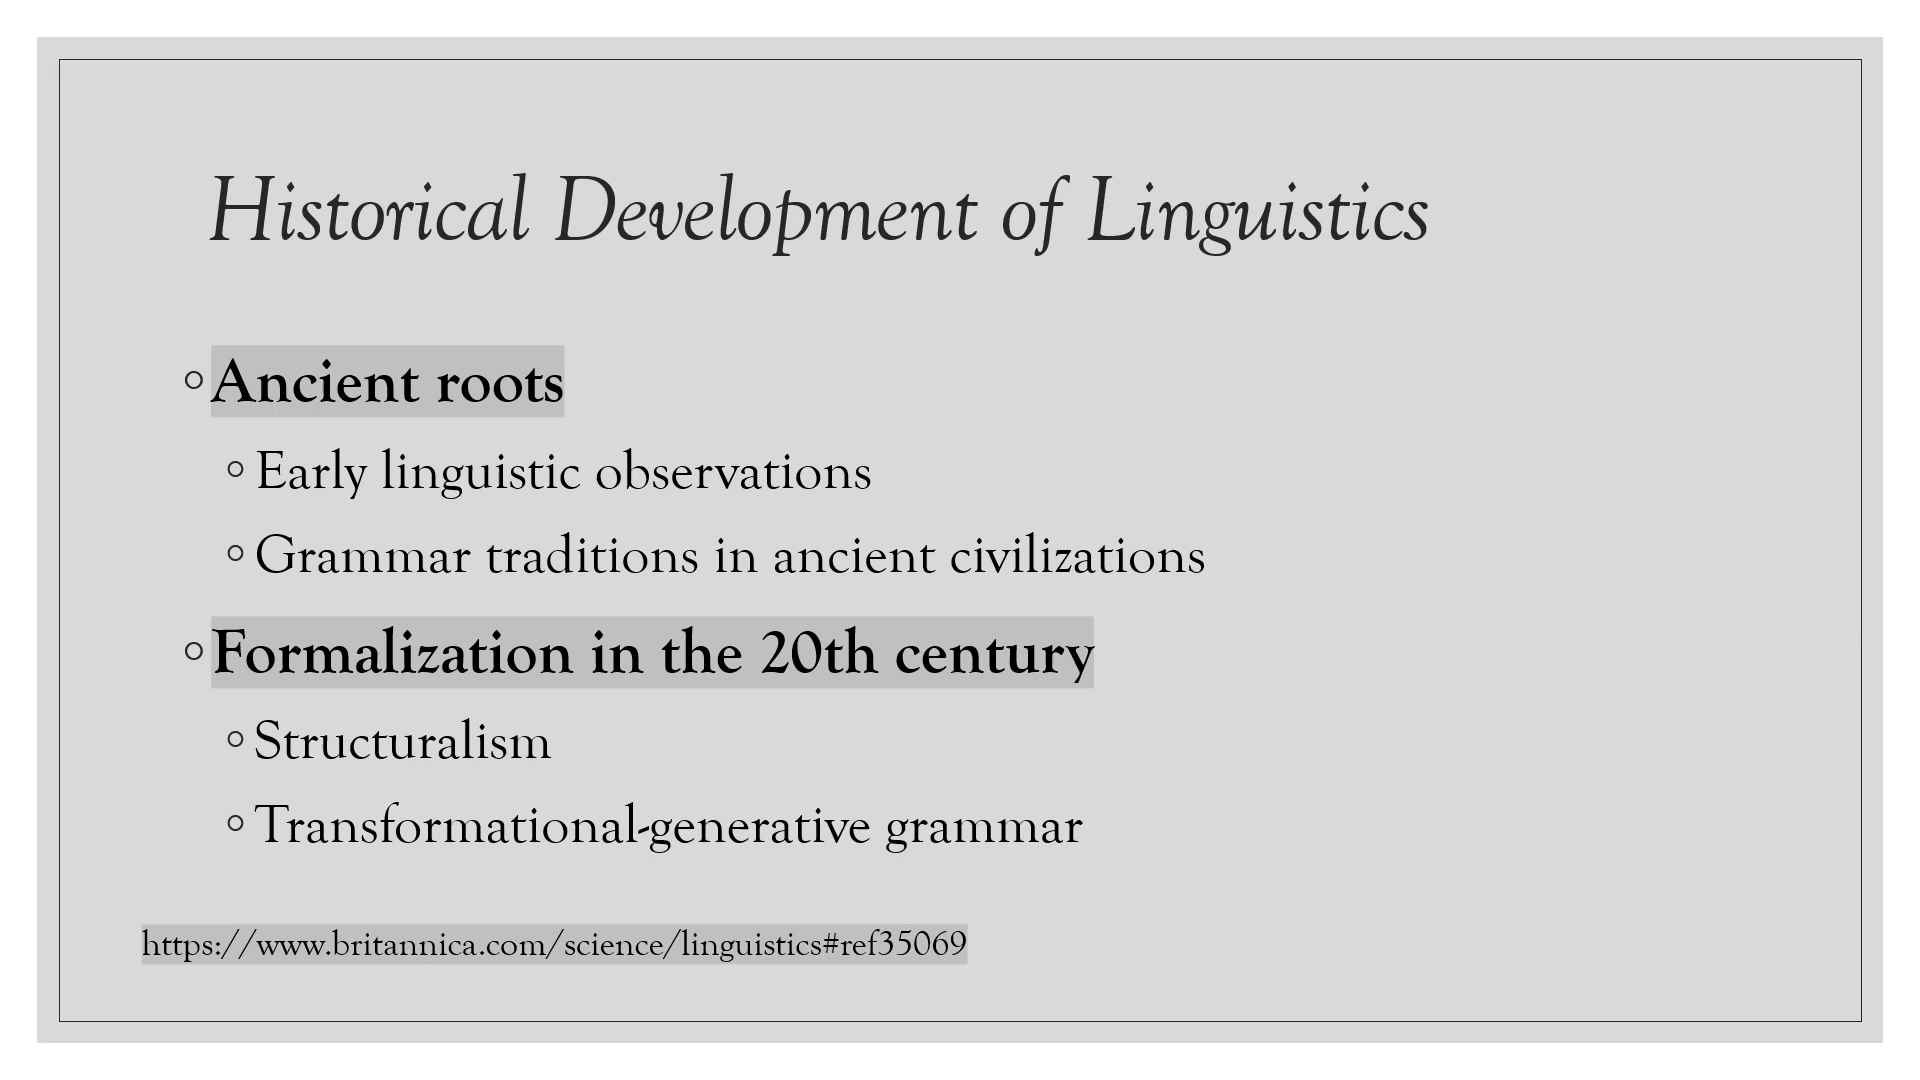 Historical Development of Linguistics
Ancient roots
Early linguistic observations
Grammar traditions in ancient civilizations
Formalization in the 20th century
Structuralism
Transformational-generative grammar
https://www.britannica.com/science/linguistics#ref35069